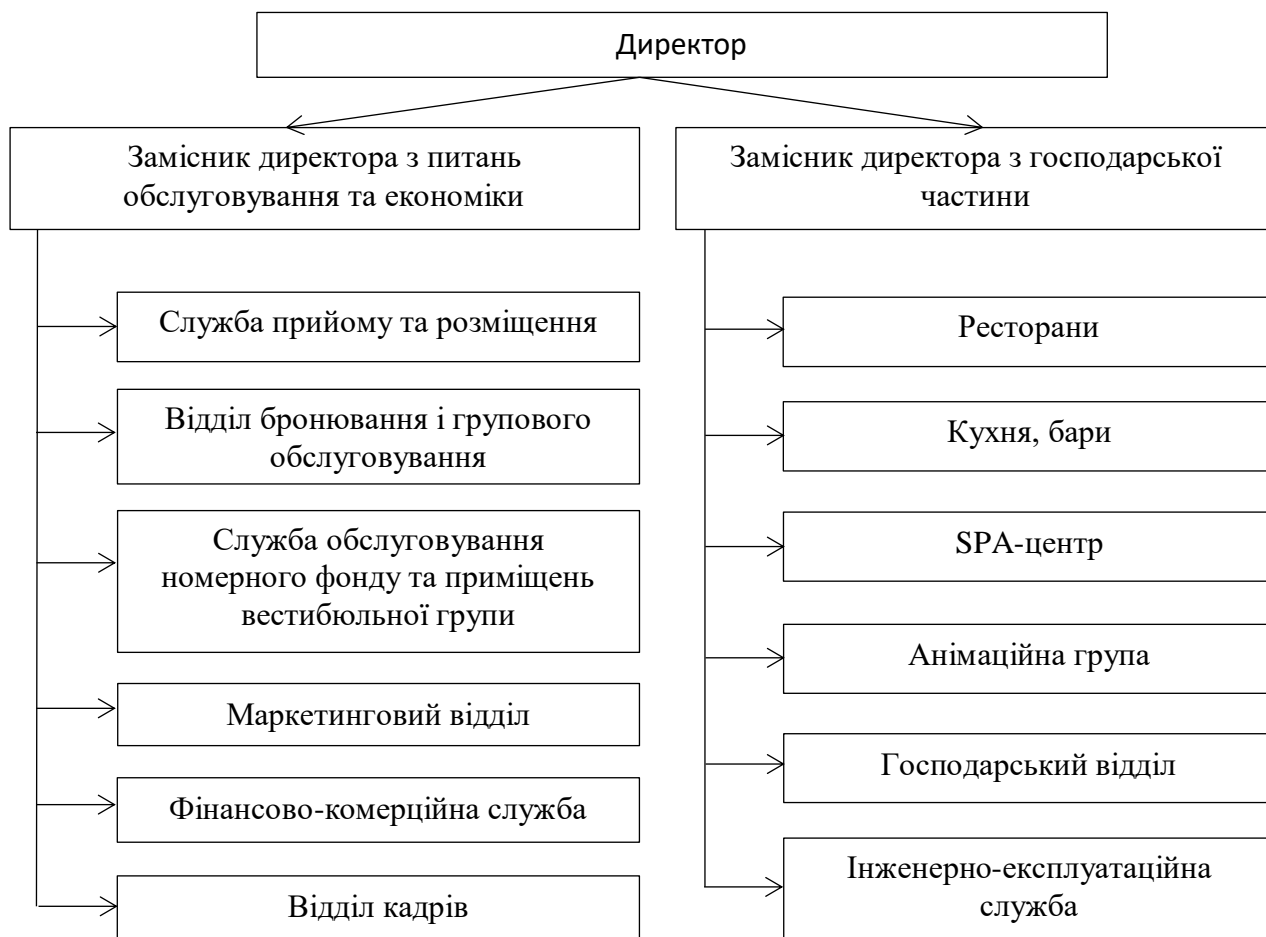 Директор
Замісник директора з питань
обслуговування та економіки
Служба прийому та розміщення
Відділ бронювання і групового
обслуговування
Служба обслуговування
номерного фонду та приміщень
вестибюльної групи
Маркетинговий відділ
Фінансово-комерційна служба
Відділ кадрів
Замісник директора з господарської
частини
Ресторани
Кухня, бари
SPA-центр
Анімаційна група
Господарський відділ
Інженерно-експлуатаційна
служба